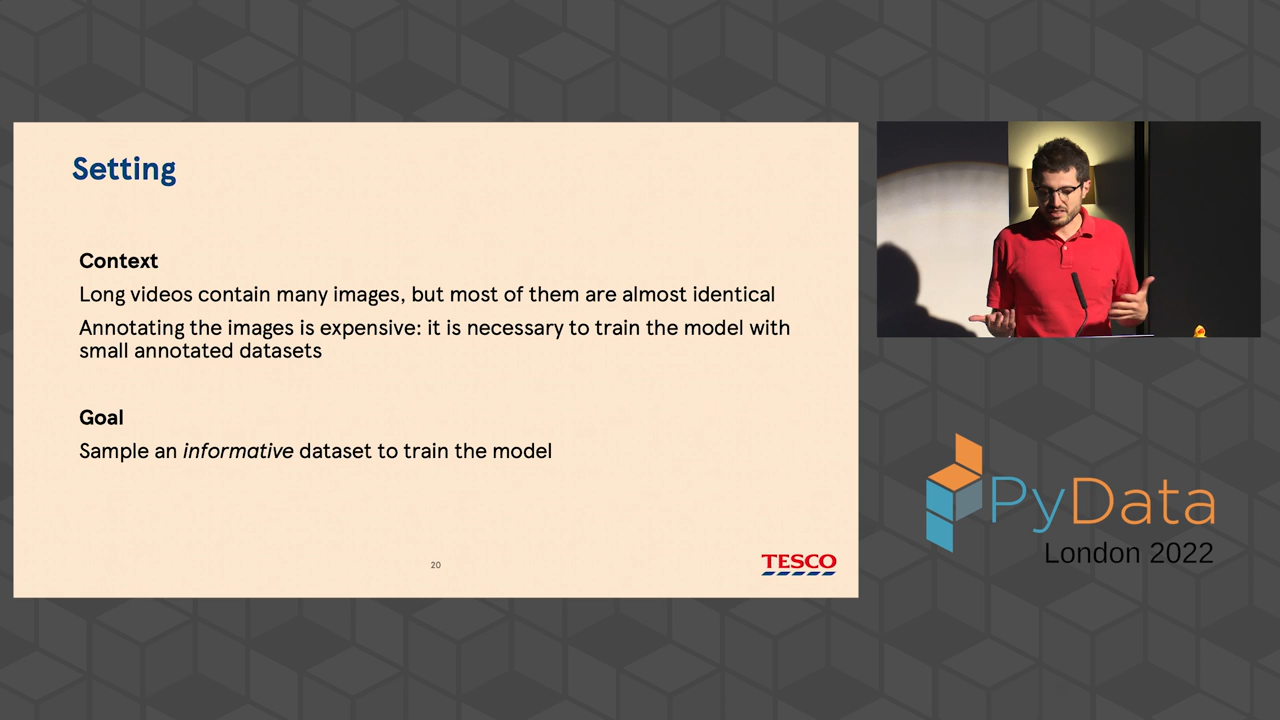 Setting
Context
Long videos contain many images, but most of them are almost identical
Annotating the images is expensive: it is necessary to train the model with
small annotated datasets
Goal
Sample an informative dataset to train the model
20
TESCO
PyData
London 2022